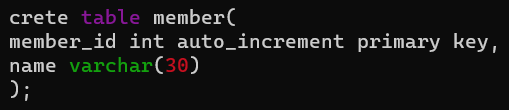 crete table member(
member_id int auto_increment primary key,
name varchar(30)
);